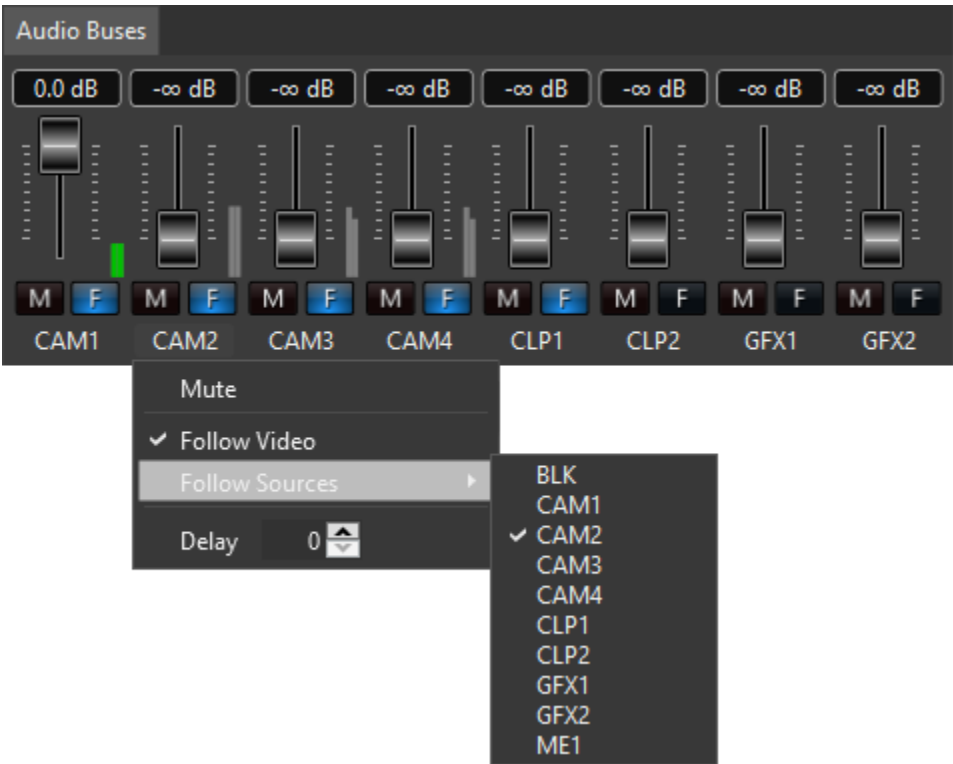 Audio Buses
0.0 dB -∞ dB -∞ dB -∞ dB -∞ dB -∞ dB -∞ dB -∞ dB
M F M F M F M F M F M F M F M F
CAM1 CAM2 CAM3 CAM4 CLP1 CLP2 GFX1 GFX2
Mute
Follow Video
Follow Sources
Delay 0
BLK
CAM1
CAM2
CAM3
CAM4
CLP1
CLP2
GFX1
GFX2
ME1